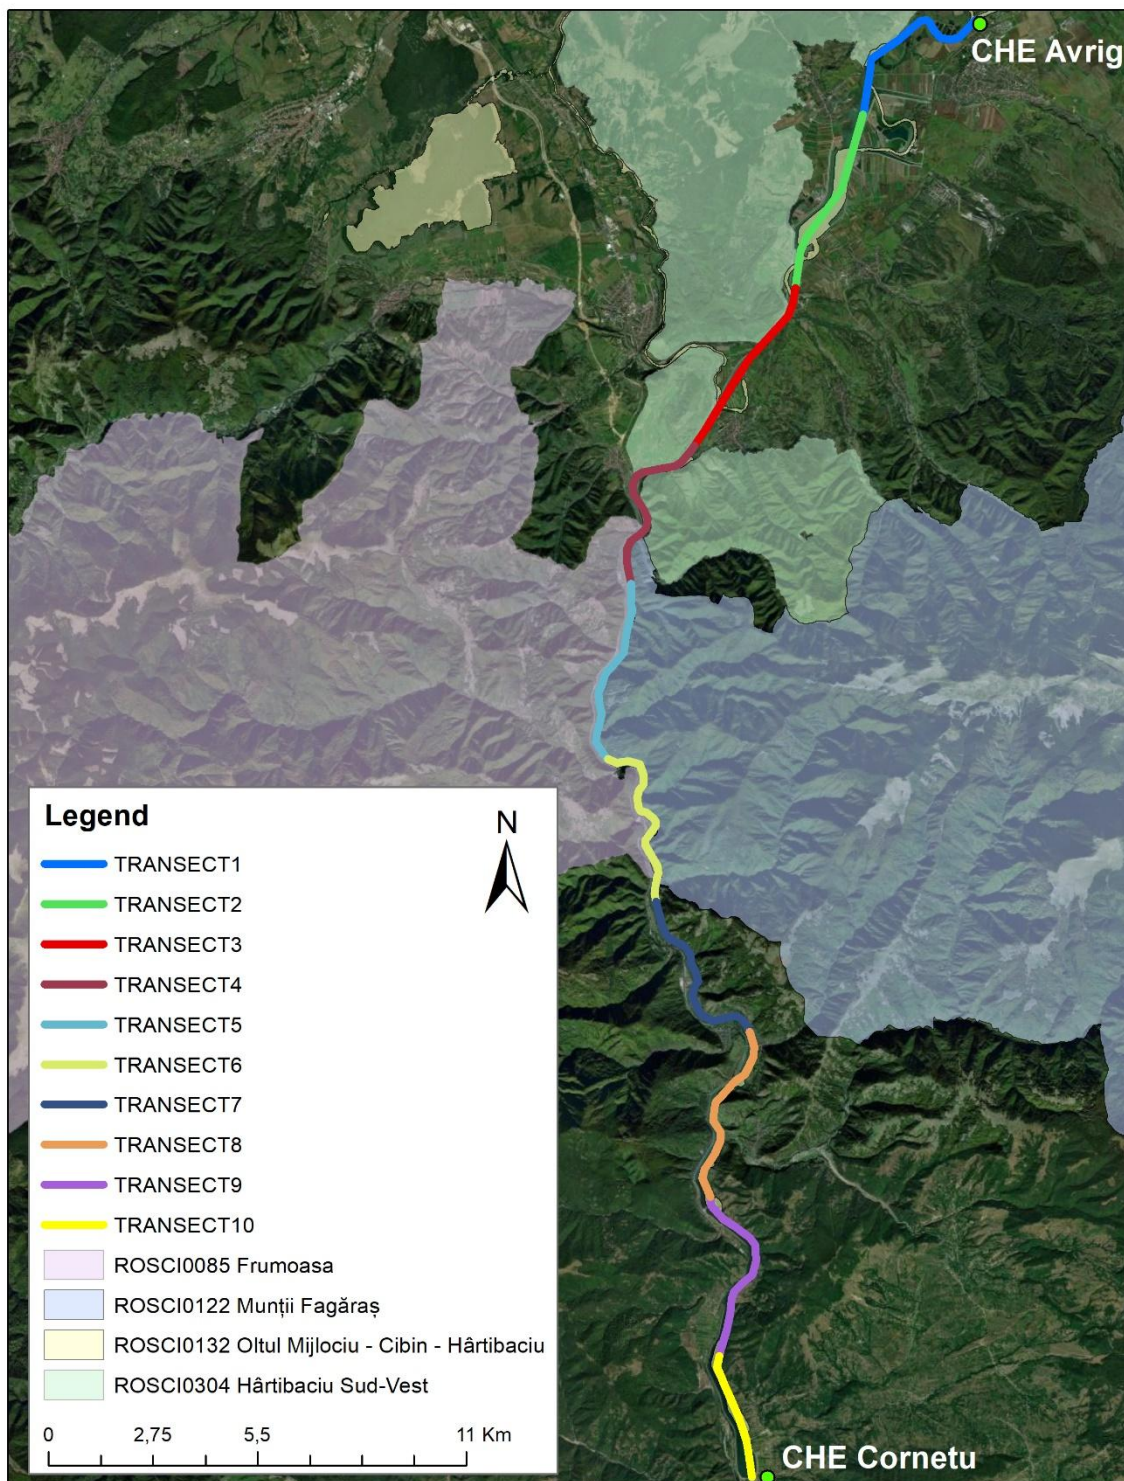 CHE Avrig
Legend
N
TRANSECT1
TRANSECT2
TRANSECT3
TRANSECT4
TRANSECT5
TRANSECT6
TRANSECT7
TRANSECT8
TRANSECT9
TRANSECT10
ROSCI0085 Frumoasa
ROSCI0122 Munții Fagăraș
ROSCI0132 Oltul Mijlociu - Cibin - Hârtibaciu
ROSCI0304 Hârtibaciu Sud-Vest
0 2,75 5,5 11 Km
CHE Cornetu